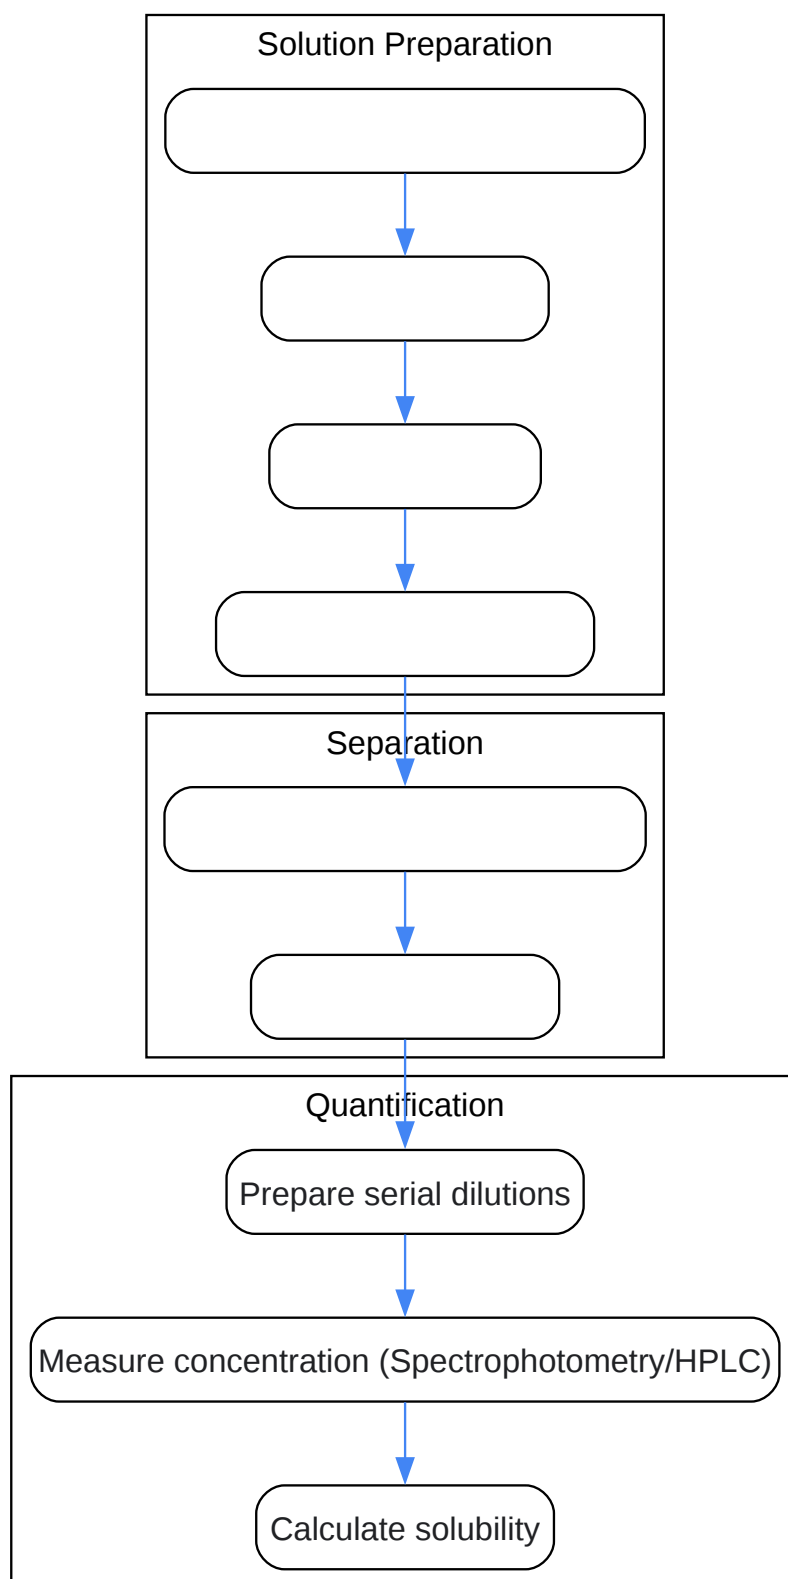 Solution Preparation
Separation
Quantification
Prepare serial dilutions
Measure concentration (Spectrophotometry/HPLC)
Calculate solubility